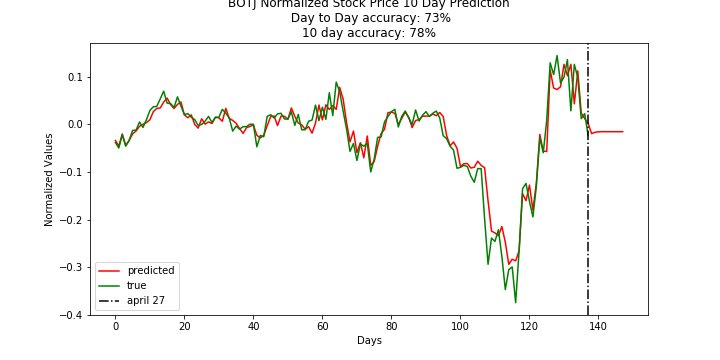 BOTJ Normalized Stock Price 10 Day Prediction
Day to Day accuracy: 73%
10 day accuracy: 78%
Normalized Values
0.1
0.0
−0.1
−0.2
−0.3
−0.4
predicted
true
april 27
0
20
40
60
80
100
120
140
Days